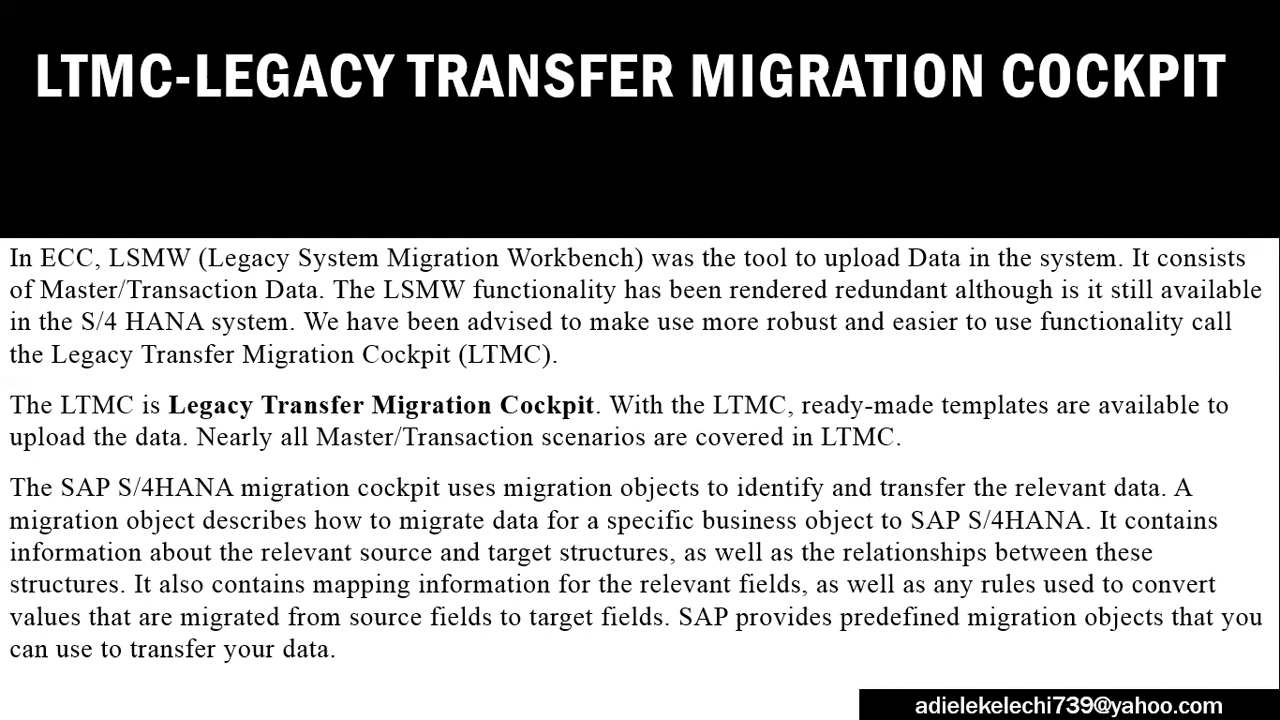 LTMC-LEGACY TRANSFER MIGRATION COCKPIT
In ECC, LSMW (Legacy System Migration Workbench) was the tool to upload Data in the system. It consists
of Master/Transaction Data. The LSMW functionality has been rendered redundant although is it still available
in the S/4 HANA system. We have been advised to make use more robust and easier to use functionality call
the Legacy Transfer Migration Cockpit (LTMC).
The LTMC is Legacy Transfer Migration Cockpit. With the LTMC, ready-made templates are available to
upload the data. Nearly all Master/Transaction scenarios are covered in LTMC.
The SAP S/4HANA migration cockpit uses migration objects to identify and transfer the relevant data. A
migration object describes how to migrate data for a specific business object to SAP S/4HANA. It contains
information about the relevant source and target structures, as well as the relationships between these
structures. It also contains mapping information for the relevant fields, as well as any rules used to convert
values that are migrated from source fields to target fields. SAP provides predefined migration objects that you
can use to transfer your data.
adielekelechi739@yahoo.com